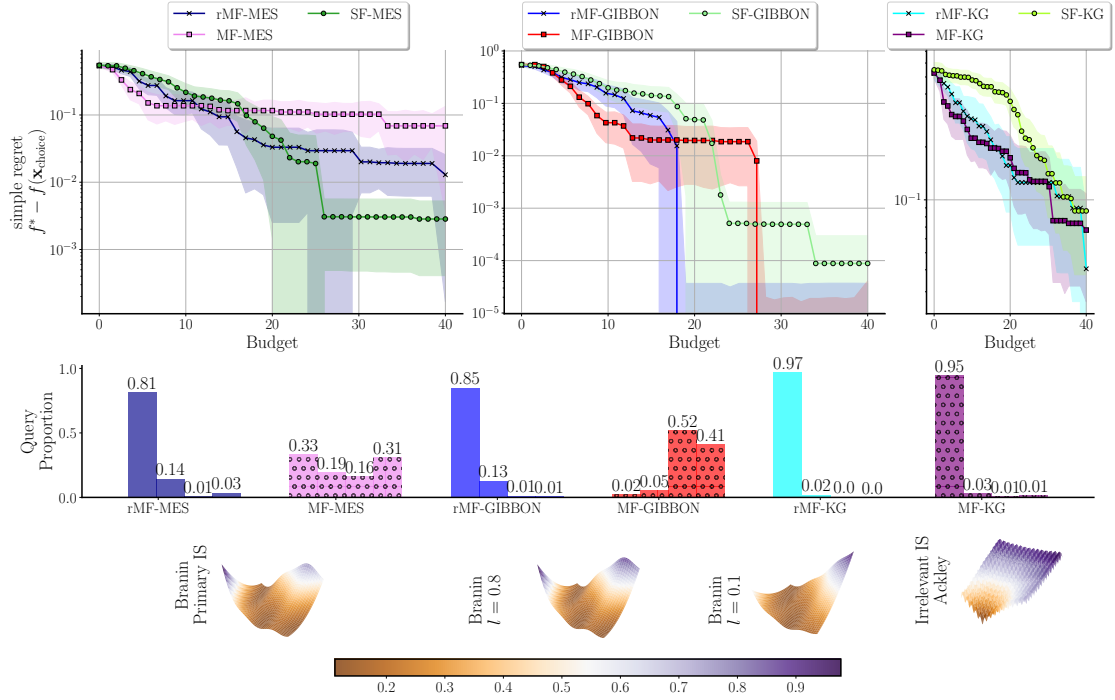 rMF-MES
SF-MES
MF-MES
rMF-GIBBON
SF-GIBBON
MF-GIBBON
rMF-KG
SF-KG
MF-KG
simple regret
f* − f(x_choice)
10⁻¹
10⁻²
10⁻³
0 10 20 30 40
Budget
10⁰
10⁻¹
10⁻²
10⁻³
10⁻⁴
10⁻⁵
0 10 20 30 40
Budget
10⁻¹
0 20 40
Budget
Query
Proportion
1.0
0.5
0.0
0.81 0.14 0.01 0.03
0.33 0.19 0.16 0.31
0.85 0.13 0.01 0.01
0.02 0.05 0.52 0.41
0.97 0.02 0.0 0.0
0.95 0.03 0.01 0.01
rMF-MES MF-MES rMF-GIBBON MF-GIBBON rMF-KG MF-KG
Branin
Primary IS
Branin
l = 0.8
Branin
l = 0.1
Irrelevant IS
Ackley
0.2 0.3 0.4 0.5 0.6 0.7 0.8 0.9